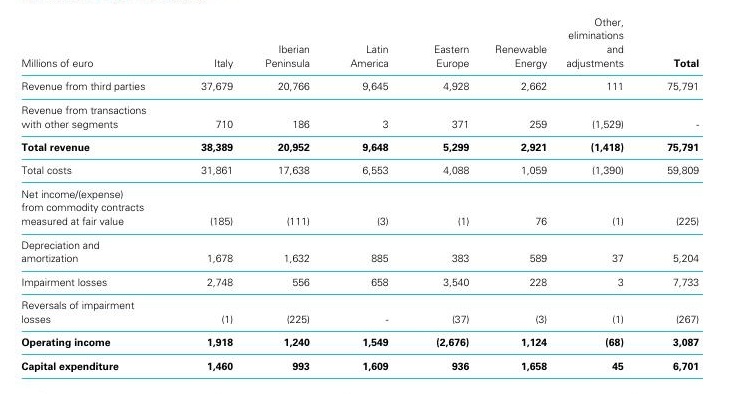 Millions of euro Italy Iberian Peninsula Latin America Eastern Europe Renewable Energy Other, eliminations and adjustments Total
Revenue from third parties 37,679 20,766 9,645 4,928 2,662 111 75,791
Revenue from transactions
with other segments 710 186 3 371 259 (1,529) -
Total revenue 38,389 20,952 9,648 5,299 2,921 (1,418) 75,791
Total costs 31,861 17,638 6,553 4,088 1,059 (1,390) 59,809
Net income/(expense)
from commodity contracts
measured at fair value (185) (111) (3) (1) 76 (1) (225)
Depreciation and
amortization 1,678 1,632 885 383 589 37 5,204
Impairment losses 2,748 556 658 3,540 228 3 7,733
Reversals of impairment
losses (1) (225) - (37) (3) (1) (267)
Operating income 1,918 1,240 1,549 (2,676) 1,124 (68) 3,087
Capital expenditure 1,460 993 1,609 936 1,658 45 6,701